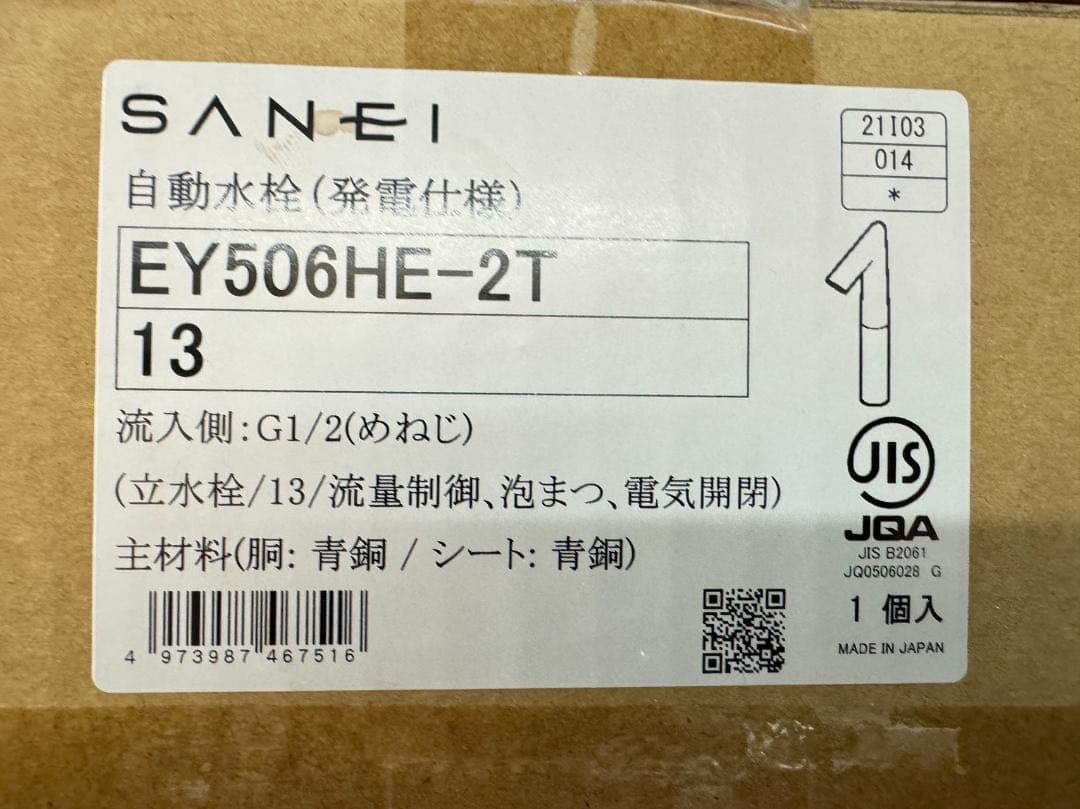 SANEI
21I03
014
*
自動水栓(発電仕様)
EY506HE-2T
13
流入側:G1/2(めねじ)
(立水栓/13/流量制御、泡まつ、電気開閉)
主材料(胴: 青銅 / シート: 青銅)
4 973987 467516
JIS
JQA
JIS B2061
JQ0506028 G
1 個入
MADE IN JAPAN